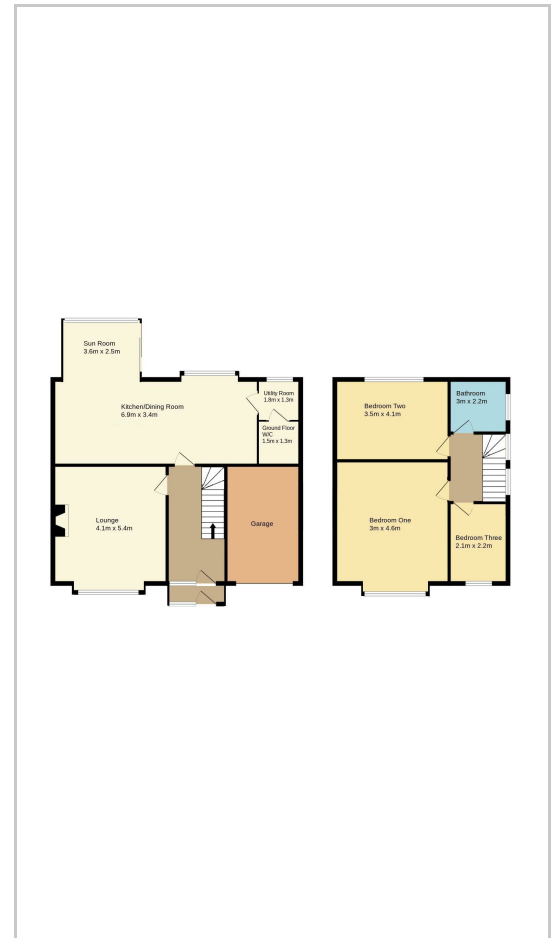 Sun Room
3.6m x 2.5m
Kitchen/Dining Room
6.9m x 3.4m
Utility Room
1.8m x 1.3m
Ground Floor
W/C
1.5m x 1.3m
Lounge
4.1m x 5.4m
Garage
Bedroom Two
3.5m x 4.1m
Bathroom
3m x 2.2m
Bedroom One
3m x 4.6m
Bedroom Three
2.1m x 2.2m